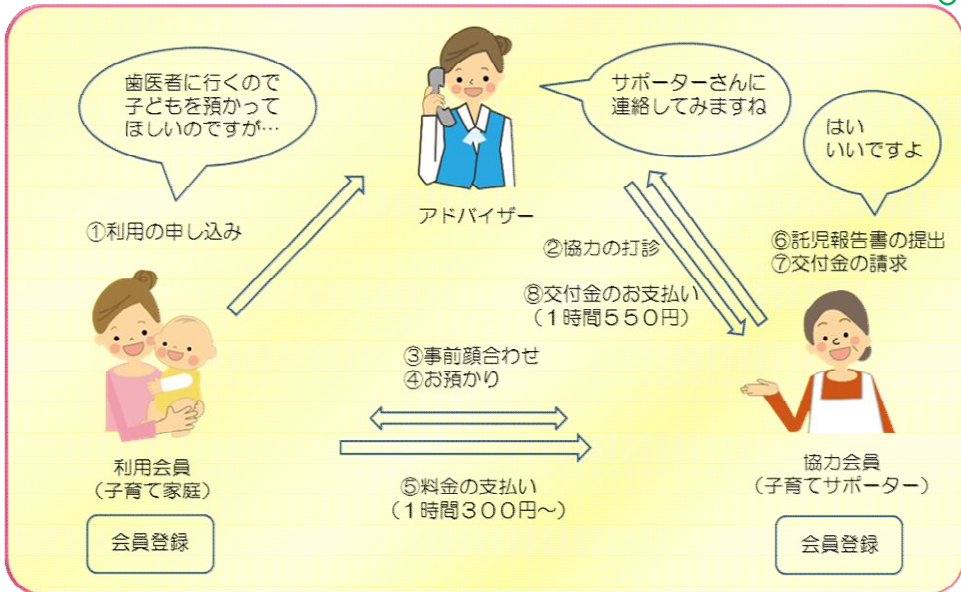 歯医者に行くので
子どもを預かって
ほしいのですが…
サポーターさんに
連絡してみますね
はい
いいですよ
アドバイザー
①利用の申し込み
②協力の打診
⑥託児報告書の提出
⑦交付金の請求
⑧交付金のお支払い
(1時間550円)
③事前顔合わせ
④お預かり
利用会員
(子育て家庭)
⑤料金の支払い
(1時間300円~)
協力会員
(子育てサポーター)
会員登録
会員登録